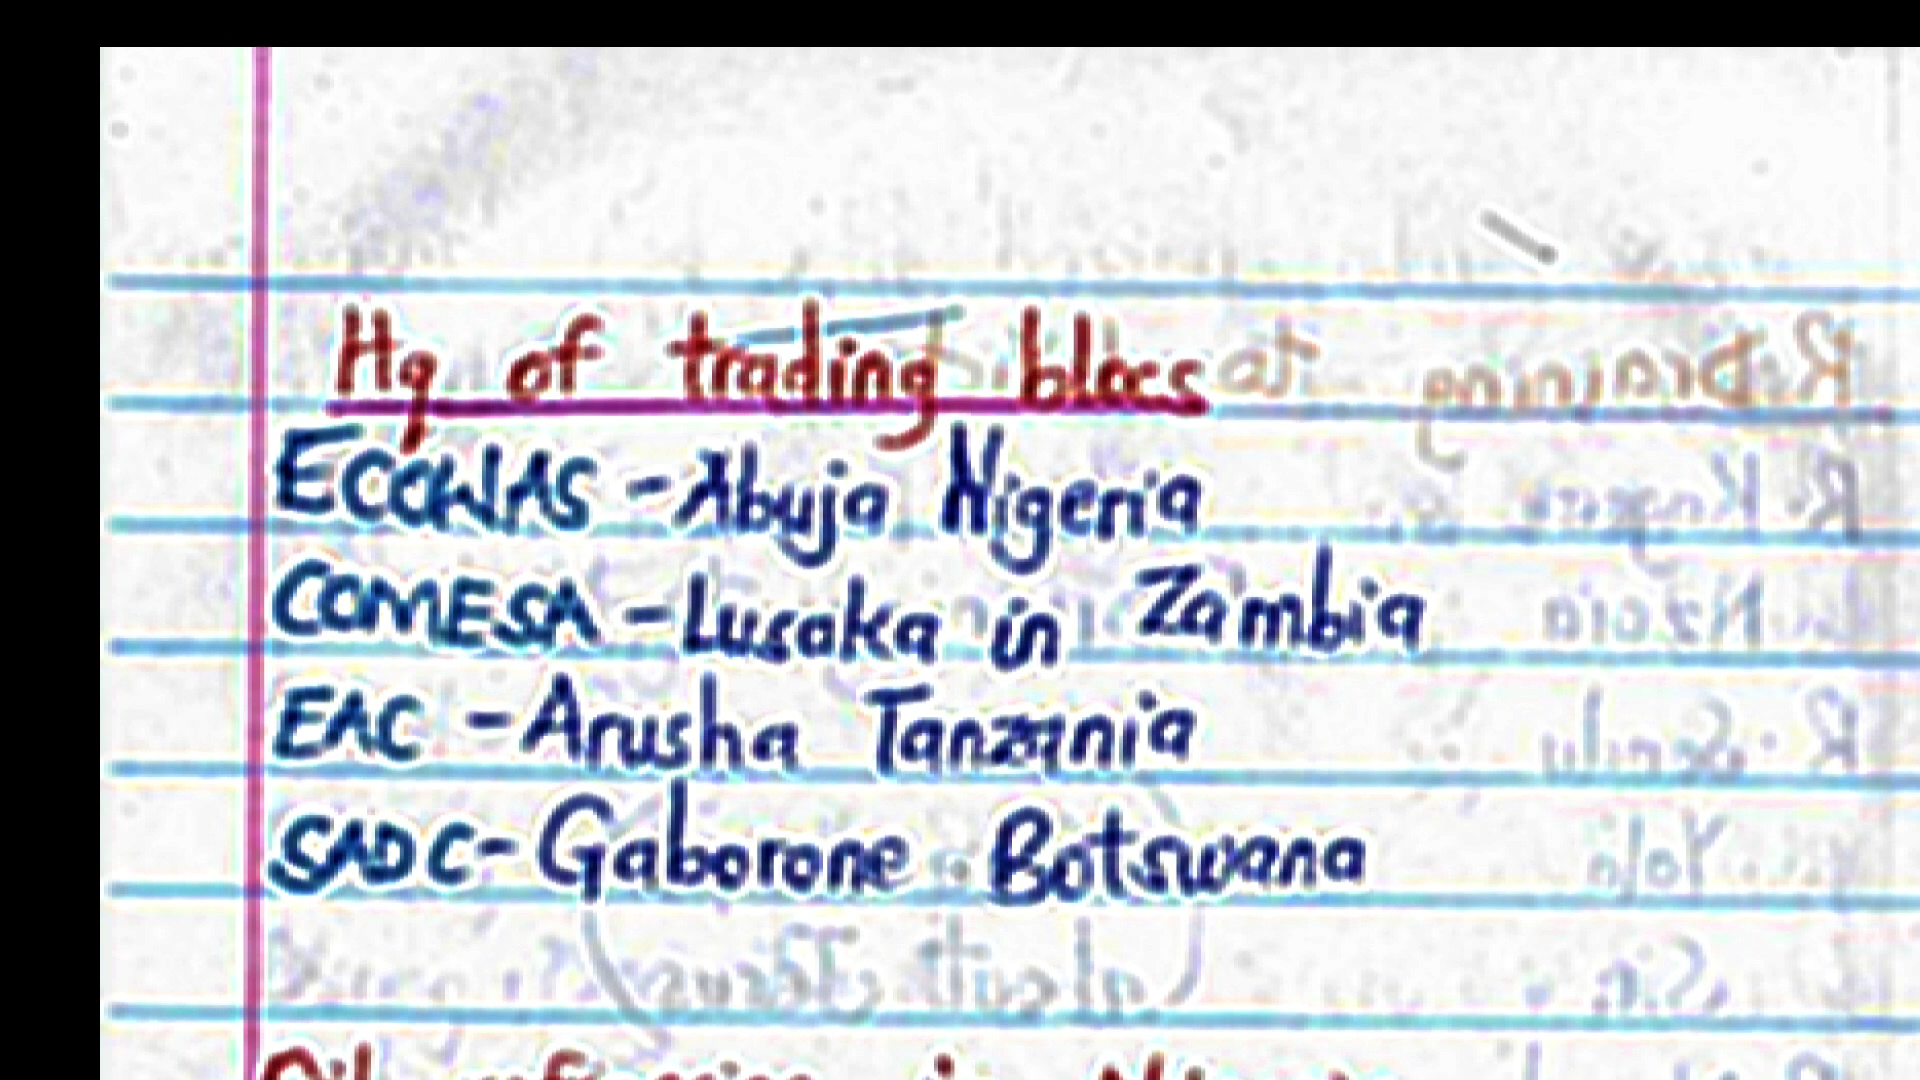 Hq of trading blocs
ECOWAS - Abuja Nigeria
COMESA - Lusaka in Zambia
EAC - Arusha Tanzania
SADC - Gaborone Botswana